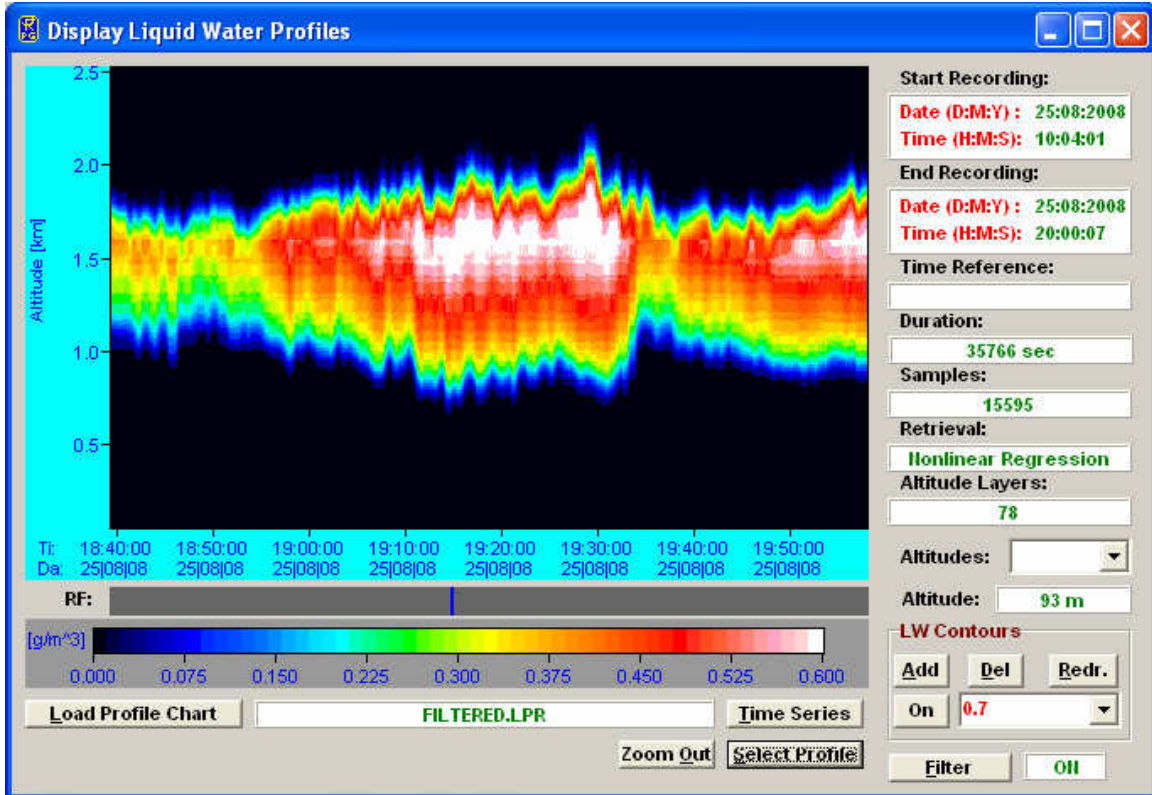 Display Liquid Water Profiles
2.5
2.0
1.5
1.0
0.5
Altitude [km]
Ti: 18:40:00 18:50:00 19:00:00 19:10:00 19:20:00 19:30:00 19:40:00 19:50:00
Da: 25|08|08 25|08|08 25|08|08 25|08|08 25|08|08 25|08|08 25|08|08 25|08|08
RF:
[g/m^3]
0.000 0.075 0.150 0.225 0.300 0.375 0.450 0.525 0.600
Load Profile Chart FILTERED.LPR Time Series
Zoom Out Select Profile
Start Recording:
Date (D:M:Y) : 25:08:2008
Time (H:M:S): 10:04:01
End Recording:
Date (D:M:Y) : 25:08:2008
Time (H:M:S): 20:00:07
Time Reference:
Duration:
35766 sec
Samples:
15595
Retrieval:
Nonlinear Regression
Altitude Layers:
78
Altitudes:
Altitude: 93 m
LW Contours
Add Del Redr.
On 0.7
Filter ON